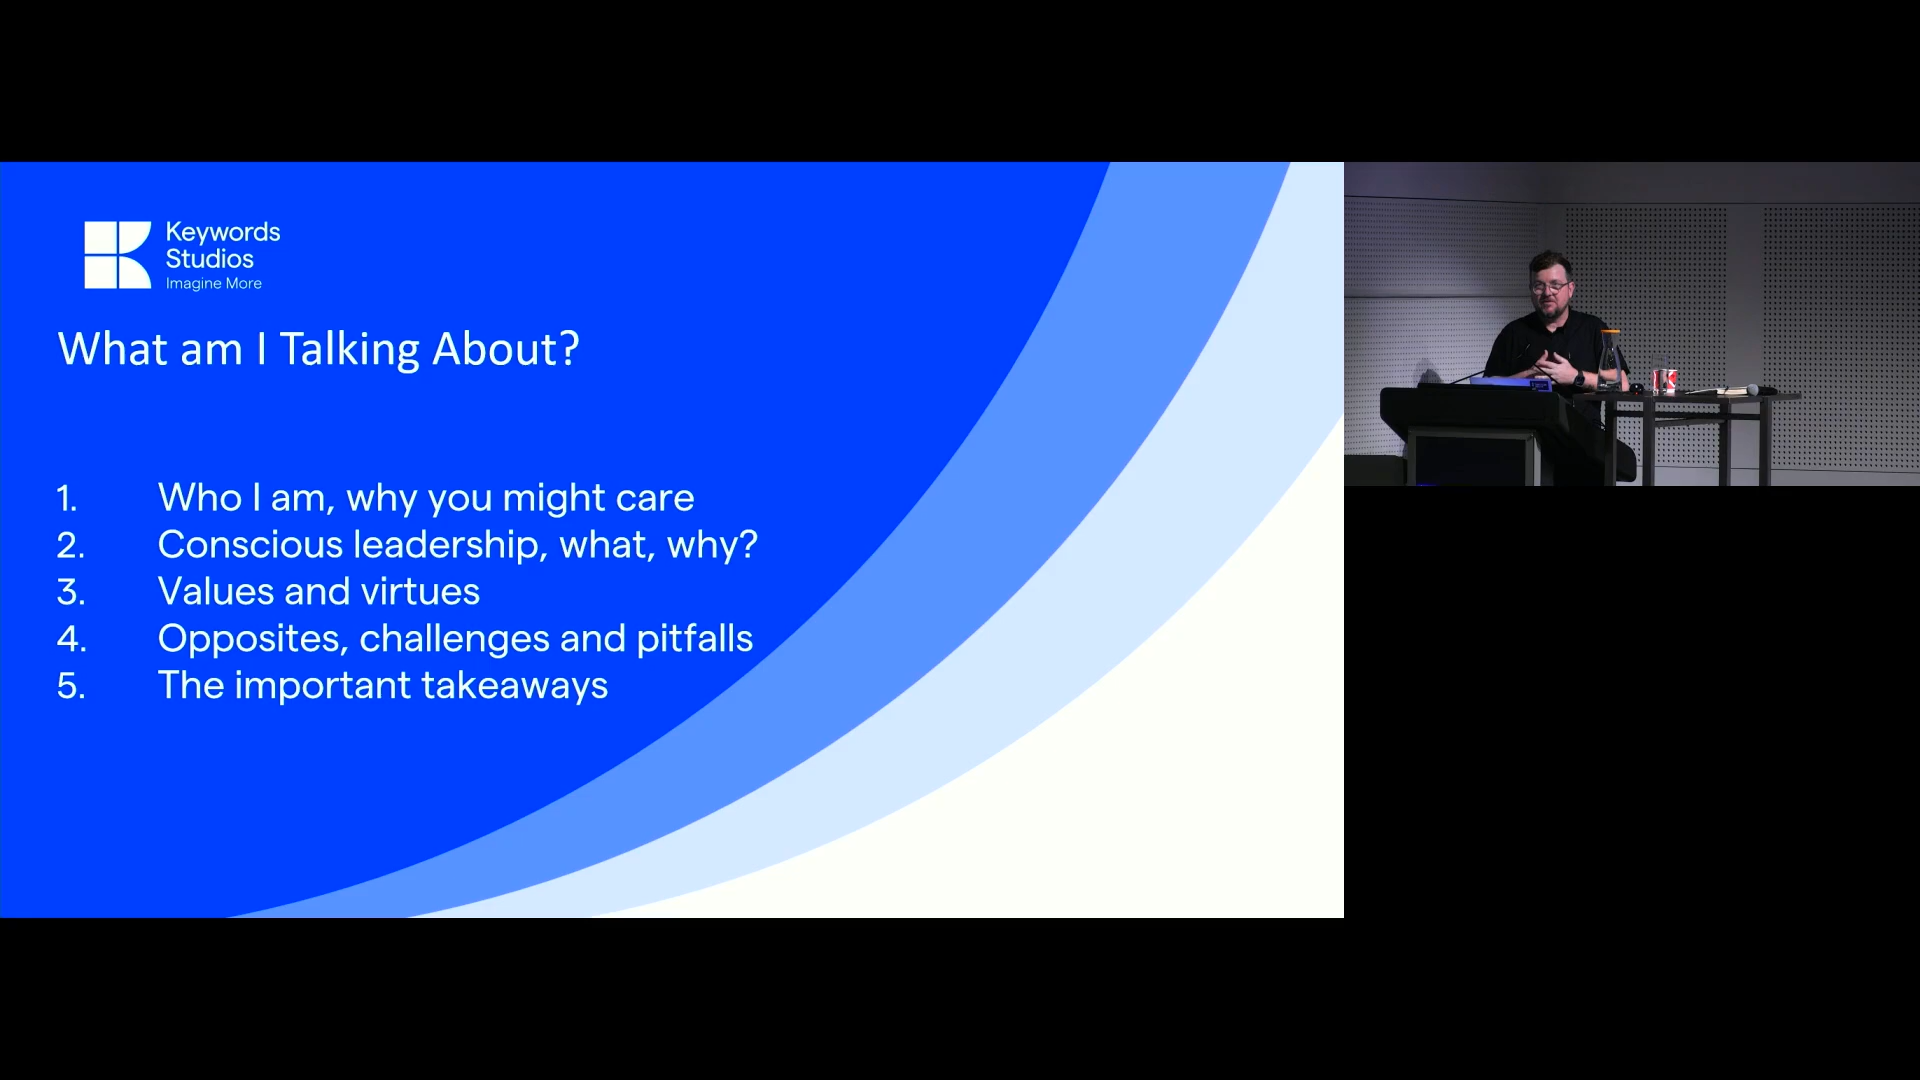 Keywords
Studios
Imagine More
What am I Talking About?
1. Who I am, why you might care
2. Conscious leadership, what, why?
3. Values and virtues
4. Opposites, challenges and pitfalls
5. The important takeaways